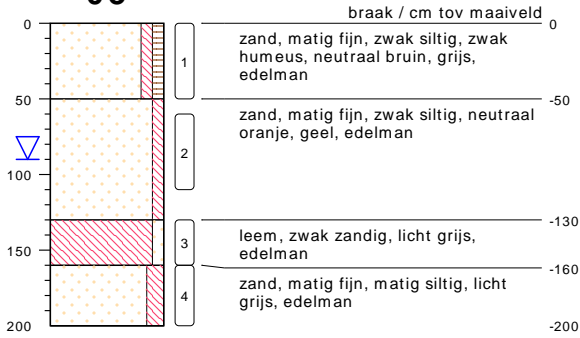 braak / cm tov maaiveld
0
0
zand, matig fijn, zwak siltig, zwak
humeus, neutraal bruin, grijs,
edelman
1
50
-50
zand, matig fijn, zwak siltig, neutraal
oranje, geel, edelman
2
100
-130
leem, zwak zandig, licht grijs,
edelman
3
150
-160
zand, matig fijn, matig siltig, licht
grijs, edelman
4
200
-200